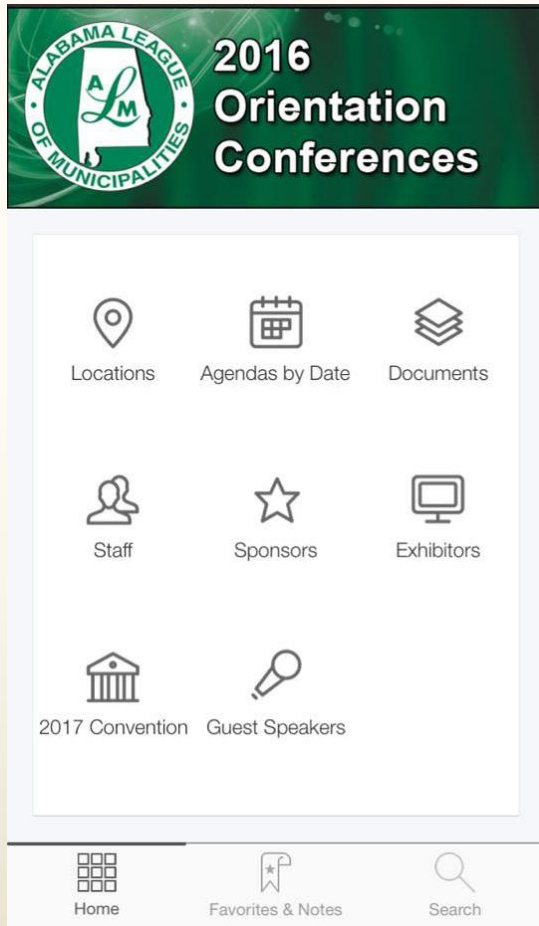 ALABAMA LEAGUE
OF MUNICIPALITIES
ALM
2016
Orientation
Conferences
Locations
Agendas by Date
Documents
Staff
Sponsors
Exhibitors
2017 Convention
Guest Speakers
Home
Favorites & Notes
Search